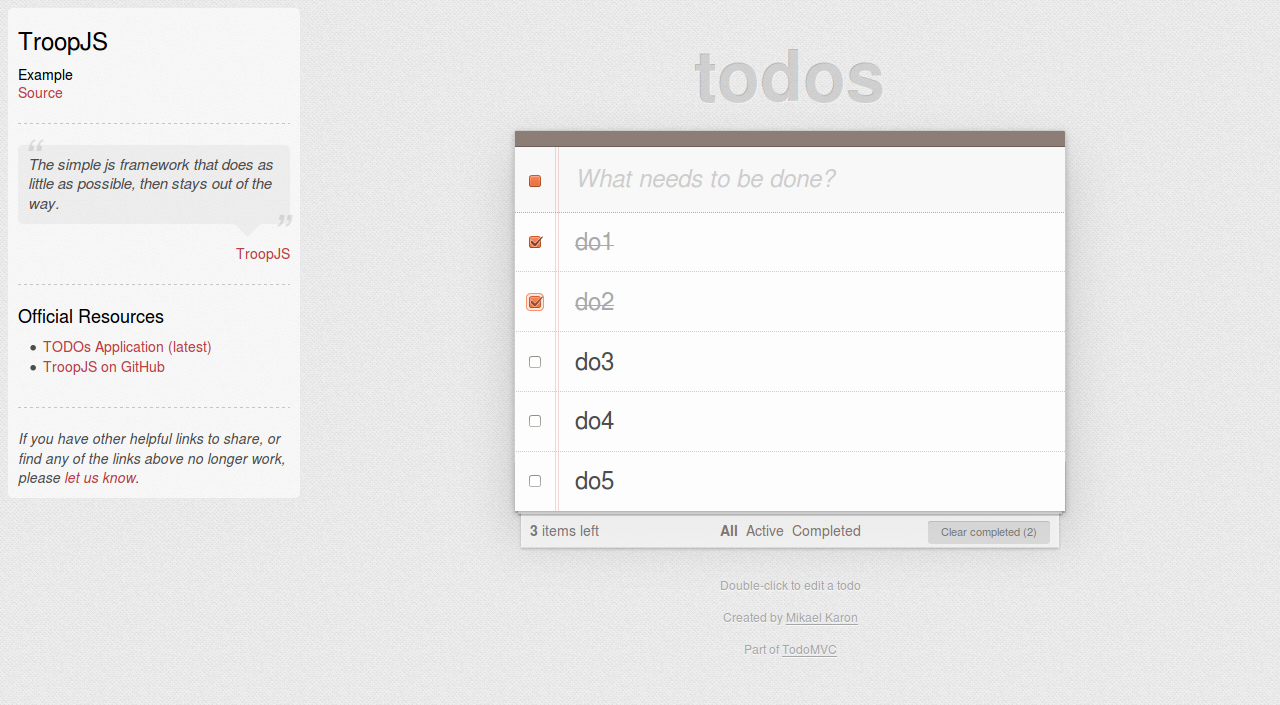 TroopJS
Example
Source
“
The simple js framework that does as
little as possible, then stays out of the
way.
”
TroopJS
Official Resources
• TODOs Application (latest)
• TroopJS on GitHub
If you have other helpful links to share, or
find any of the links above no longer work,
please let us know.
todos
What needs to be done?
do1
do2
do3
do4
do5
3 items left All Active Completed Clear completed (2)
Double-click to edit a todo
Created by Mikael Karon
Part of TodoMVC